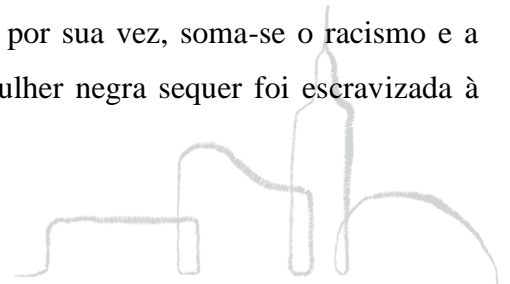 por sua vez, soma-se o racismo e a
ulher negra sequer foi escravizada à